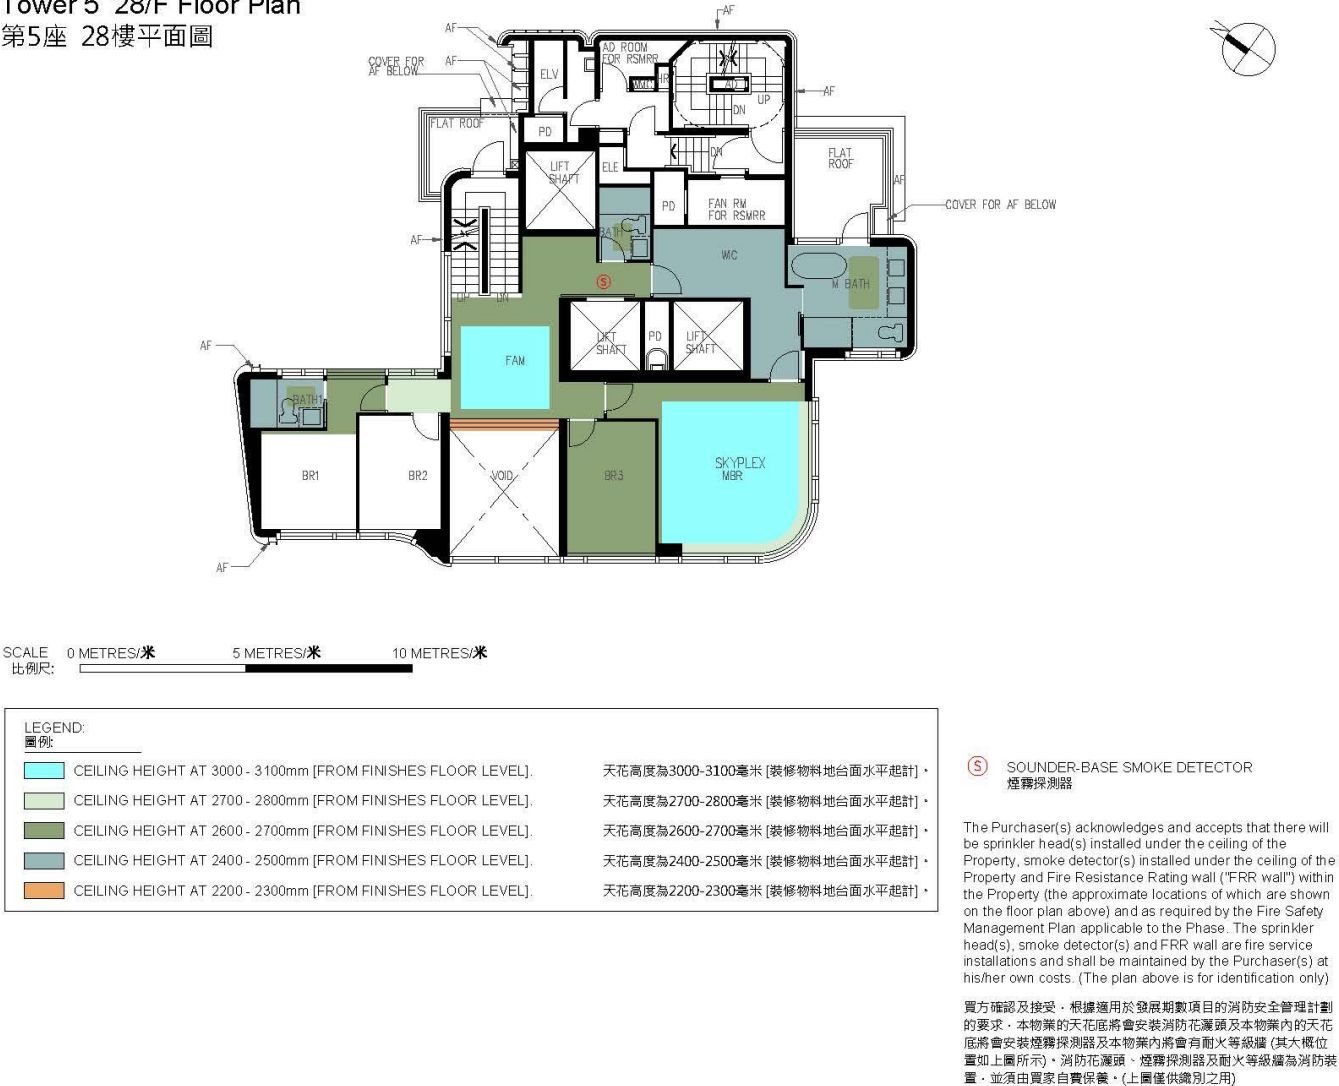 Tower 5  28/F Floor Plan
第5座  28樓平面圖
AF
AF
AD ROOM
FOR RSMRR
COVER FOR
AF BELOW
AF
ELV
HR
AD
UP
AF
DN
FLAT ROOF
PD
DN
FLAT
ROOF
LIFT
SHAFT
ELE
AF
PD
FAN RM
FOR RSMRR
COVER FOR AF BELOW
BATH
AF
WIC
M BATH
UP
DN
S
LIFT
SHAFT
PD
LIFT
SHAFT
AF
FAM
BATH1
BR1
BR2
VOID
BR3
SKYPLEX
MBR
AF
SCALE
比例尺:
0 METRES/米
5 METRES/米
10 METRES/米
LEGEND:
圖例:
CEILING HEIGHT AT 3000 - 3100mm [FROM FINISHES FLOOR LEVEL].
天花高度為3000-3100毫米 [裝修物料地台面水平起計]。
CEILING HEIGHT AT 2700 - 2800mm [FROM FINISHES FLOOR LEVEL].
天花高度為2700-2800毫米 [裝修物料地台面水平起計]。
CEILING HEIGHT AT 2600 - 2700mm [FROM FINISHES FLOOR LEVEL].
天花高度為2600-2700毫米 [裝修物料地台面水平起計]。
CEILING HEIGHT AT 2400 - 2500mm [FROM FINISHES FLOOR LEVEL].
天花高度為2400-2500毫米 [裝修物料地台面水平起計]。
CEILING HEIGHT AT 2200 - 2300mm [FROM FINISHES FLOOR LEVEL].
天花高度為2200-2300毫米 [裝修物料地台面水平起計]。
S
SOUNDER-BASE SMOKE DETECTOR
煙霧探測器
The Purchaser(s) acknowledges and accepts that there will
be sprinkler head(s) installed under the ceiling of the
Property, smoke detector(s) installed under the ceiling of the
Property and Fire Resistance Rating wall ("FRR wall") within
the Property (the approximate locations of which are shown
on the floor plan above) and as required by the Fire Safety
Management Plan applicable to the Phase. The sprinkler
head(s), smoke detector(s) and FRR wall are fire service
installations and shall be maintained by the Purchaser(s) at
his/her own costs. (The plan above is for identification only)
買方確認及接受，根據適用於發展期數項目的消防安全管理計劃
的要求，本物業的天花底將會安裝消防花灑頭及本物業內的天花
底將會安裝煙霧探測器及本物業內將會有耐火等級牆 (其大概位
置如上圖所示)。消防花灑頭、煙霧探測器及耐火等級牆為消防裝
置，並須由買家自費保養。(上圖僅供識別之用)